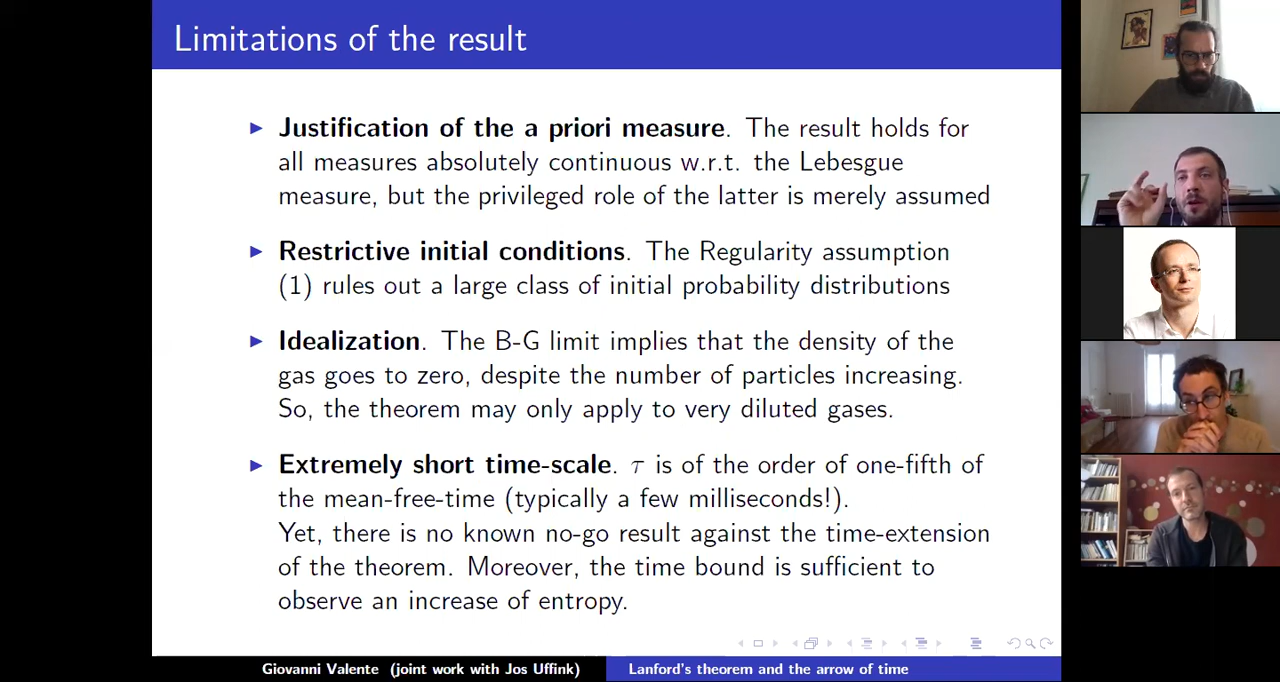 Limitations of the result
▶ Justification of the a priori measure. The result holds for
all measures absolutely continuous w.r.t. the Lebesgue
measure, but the privileged role of the latter is merely assumed
▶ Restrictive initial conditions. The Regularity assumption
(1) rules out a large class of initial probability distributions
▶ Idealization. The B-G limit implies that the density of the
gas goes to zero, despite the number of particles increasing.
So, the theorem may only apply to very diluted gases.
▶ Extremely short time-scale. τ is of the order of one-fifth of
the mean-free-time (typically a few milliseconds!).
Yet, there is no known no-go result against the time-extension
of the theorem. Moreover, the time bound is sufficient to
observe an increase of entropy.
Giovanni Valente (joint work with Jos Uffink)
Lanford's theorem and the arrow of time